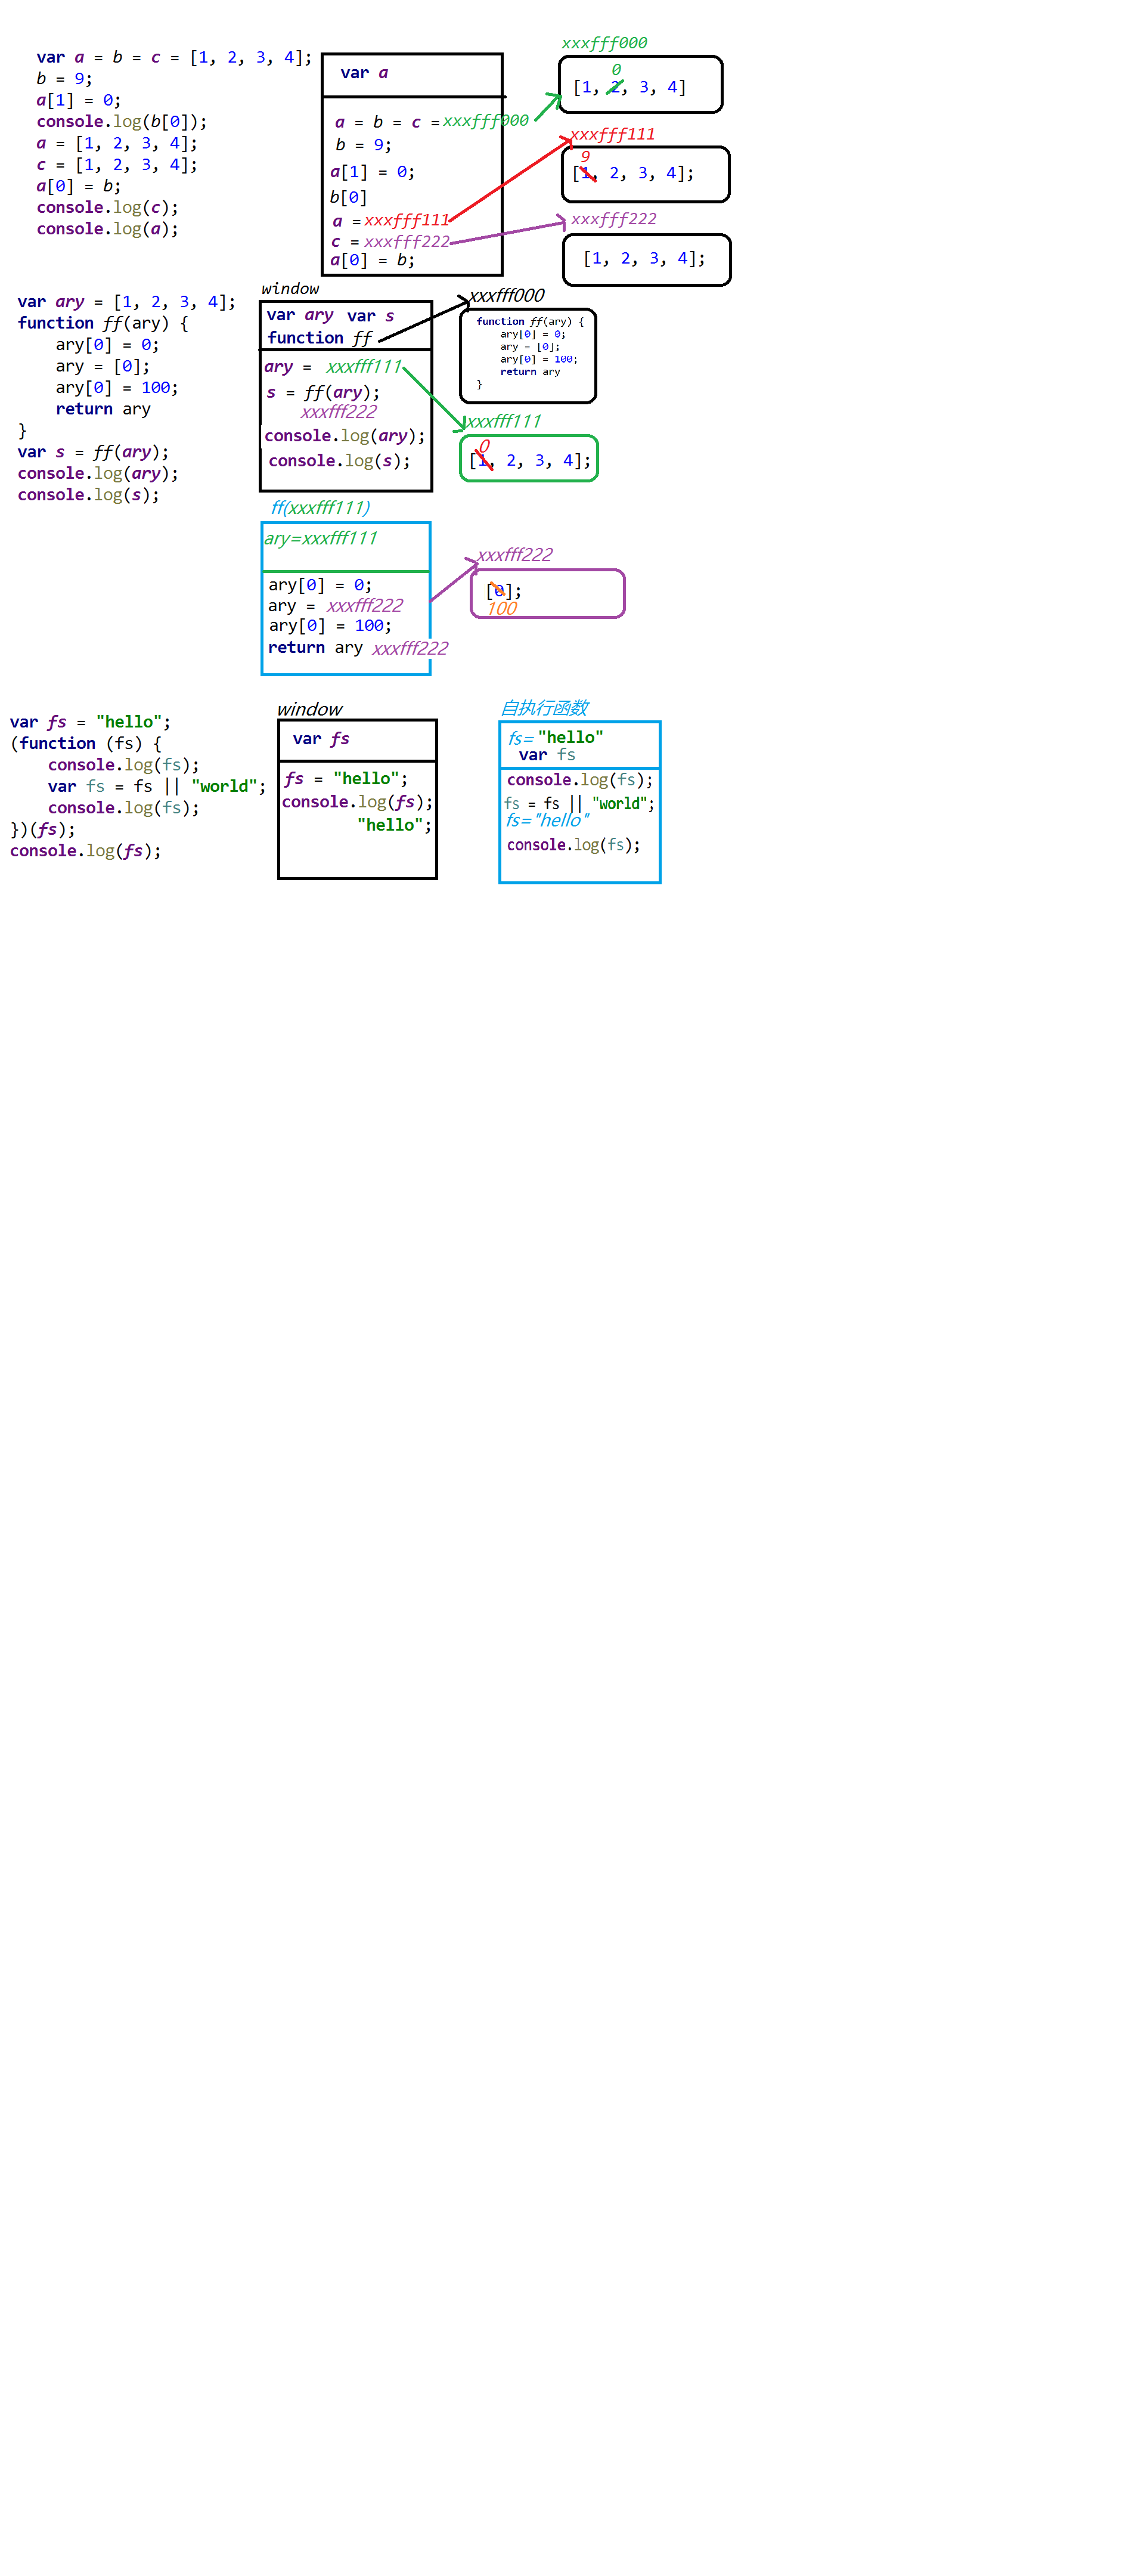 var a = b = c = [1, 2, 3, 4];
b = 9;
a[1] = 0;
console.log(b[0]);
a = [1, 2, 3, 4];
c = [1, 2, 3, 4];
a[0] = b;
console.log(c);
console.log(a);
var a
a = b = c = xxxfff000
b = 9;
a[1] = 0;
b[0]
a = xxxfff111
c = xxxfff222
a[0] = b;
xxxfff000
0
[1, 2, 3, 4]
xxxfff111
9
[1, 2, 3, 4];
xxxfff222
[1, 2, 3, 4];
var ary = [1, 2, 3, 4];
function ff(ary) {
ary[0] = 0;
ary = [0];
ary[0] = 100;
return ary
}
var s = ff(ary);
console.log(ary);
console.log(s);
window
var ary var s
function ff
ary = xxxfff111
s = ff(ary);
xxxfff222
console.log(ary);
console.log(s);
xxxfff000
function ff(ary) {
ary[0] = 0;
ary = [0];
ary[0] = 100;
return ary
}
xxxfff111
0
[1, 2, 3, 4];
ff(xxxfff111)
ary=xxxfff111
ary[0] = 0;
ary = xxxfff222
ary[0] = 100;
return ary xxxfff222
xxxfff222
[0];
100
var fs = "hello";
(function (fs) {
console.log(fs);
var fs = fs || "world";
console.log(fs);
})(fs);
console.log(fs);
window
var fs
fs = "hello";
console.log(fs);
"hello";
自执行函数
fs= "hello"
var fs
console.log(fs);
fs = fs || "world";
fs="hello"
console.log(fs);